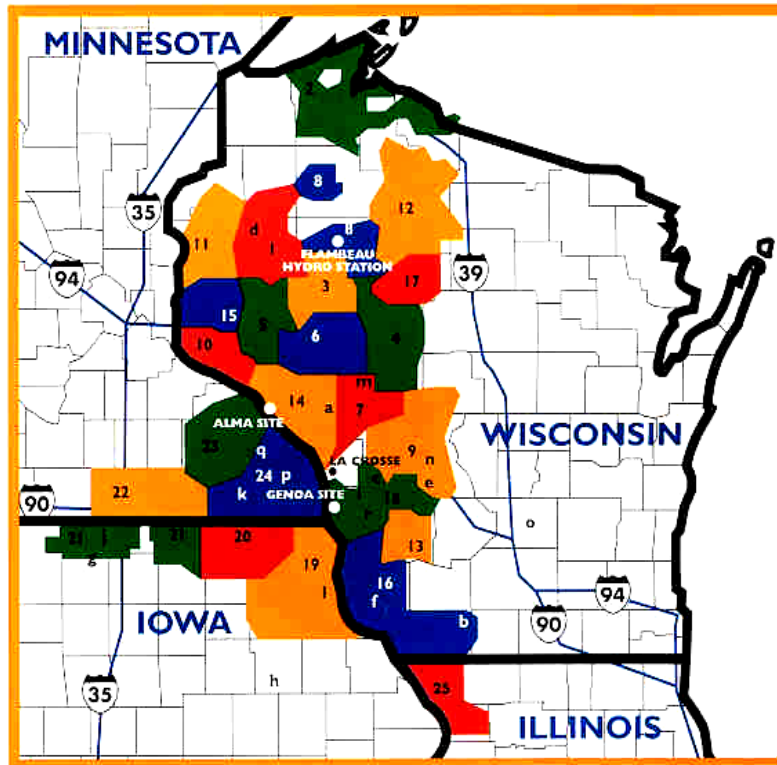 MINNESOTA
2
8
12
35
d
11
1
8
FLAMBEAU
HYDRO STATION
94
39
3
17
15
5
6
4
10
m
14
a
7
ALMA SITE
23
q
9
n
WISCONSIN
LA CROSSE
24 p
e
22
k
GENOA SITE
18
90
r
o
21
21
20
13
g
19
16
l
f
IOWA
b
94
90
h
35
25
ILLINOIS